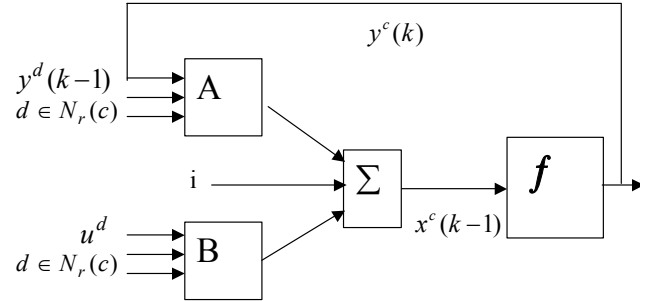 y^c(k)
y^d(k−1)
d ∈ N_r(c)
A
i
Σ
f
x^c(k−1)
u^d
d ∈ N_r(c)
B